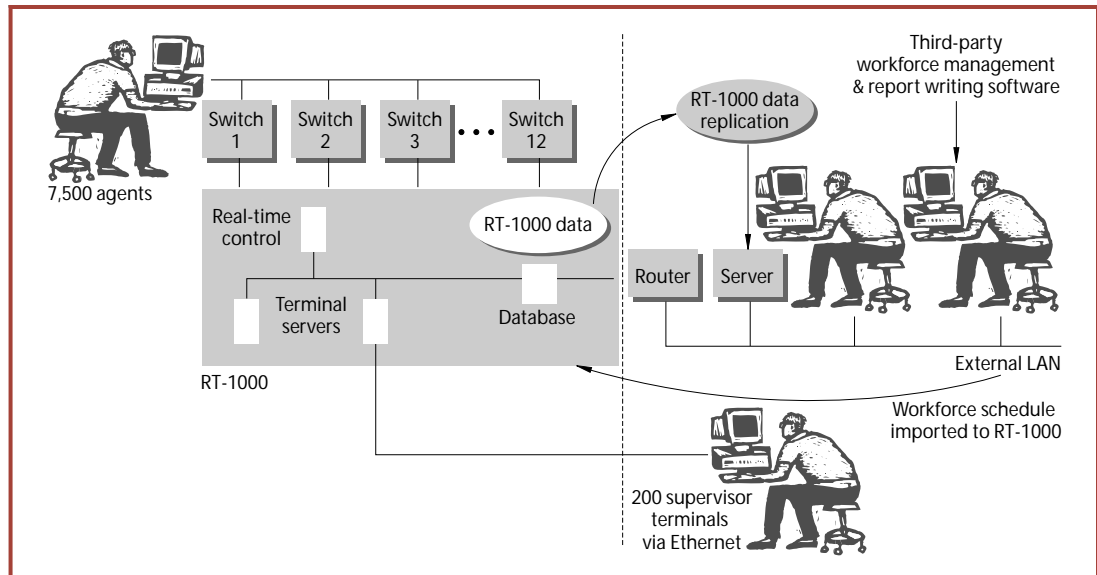 Third-party
workforce management
& report writing software
RT-1000 data
replication
Switch
1
Switch
2
Switch
3
Switch
12
7,500 agents
Real-time
control
RT-1000 data
Router
Server
Terminal
servers
Database
External LAN
RT-1000
Workforce schedule
imported to RT-1000
200 supervisor
terminals
via Ethernet